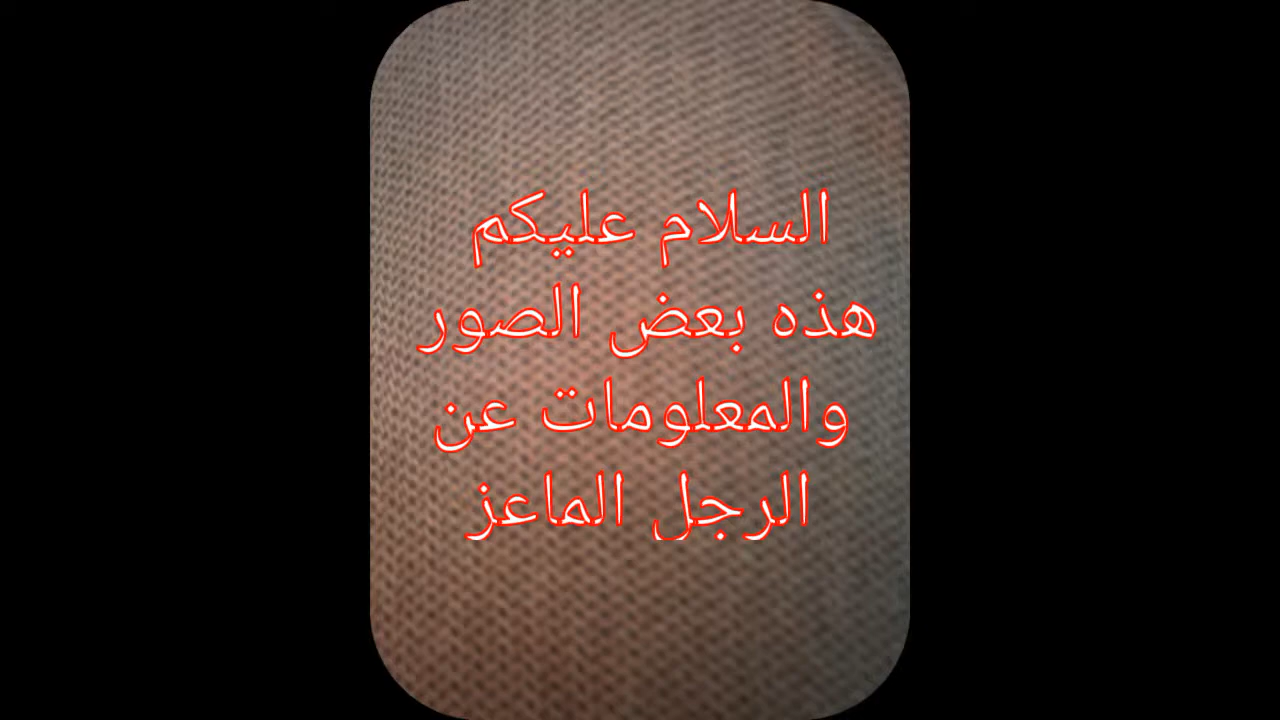 السلام عليكم
هذه بعض الصور
والمعلومات عن
الرجل الماعز